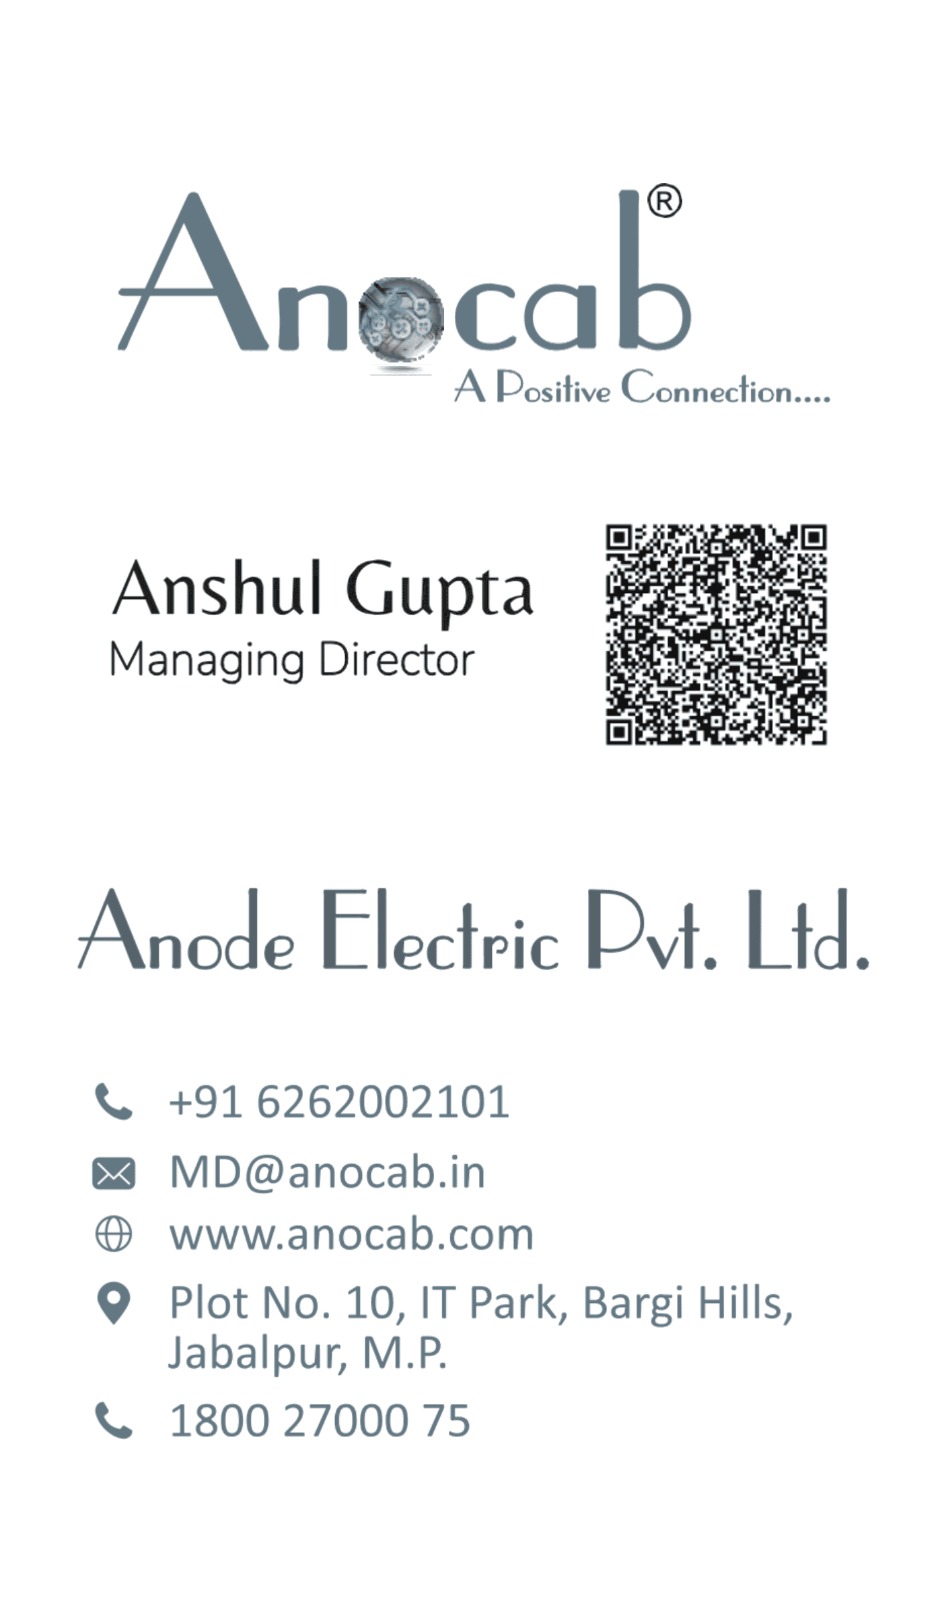 Anocab®
A Positive Connection....
Anshul Gupta
Managing Director
Anode Electric Pvt. Ltd.
+91 6262002101
MD@anocab.in
www.anocab.com
Plot No. 10, IT Park, Bargi Hills,
Jabalpur, M.P.
1800 27000 75